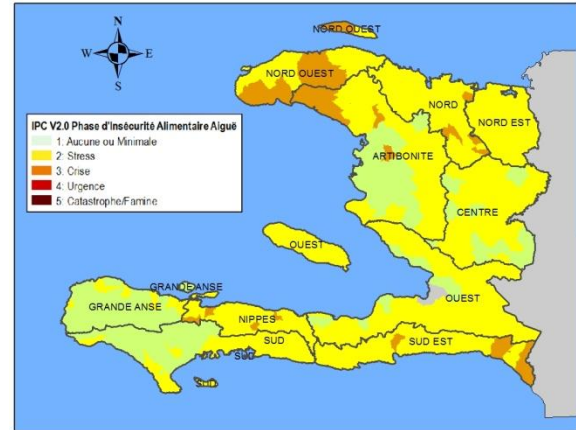 NORD OUEST
N
W E
S
NORD OUEST
NORD
NORD EST
IPC V2.0 Phase d'Insécurité Alimentaire Aiguë
1: Aucune ou Minimale
2: Stress
3: Crise
4: Urgence
5: Catastrophe/Famine
ARTIBONITE
CENTRE
OUEST
GRANDE ANSE
GRANDE ANSE
OUEST
NIPPES
SUD
SUD EST
SUD
SUD